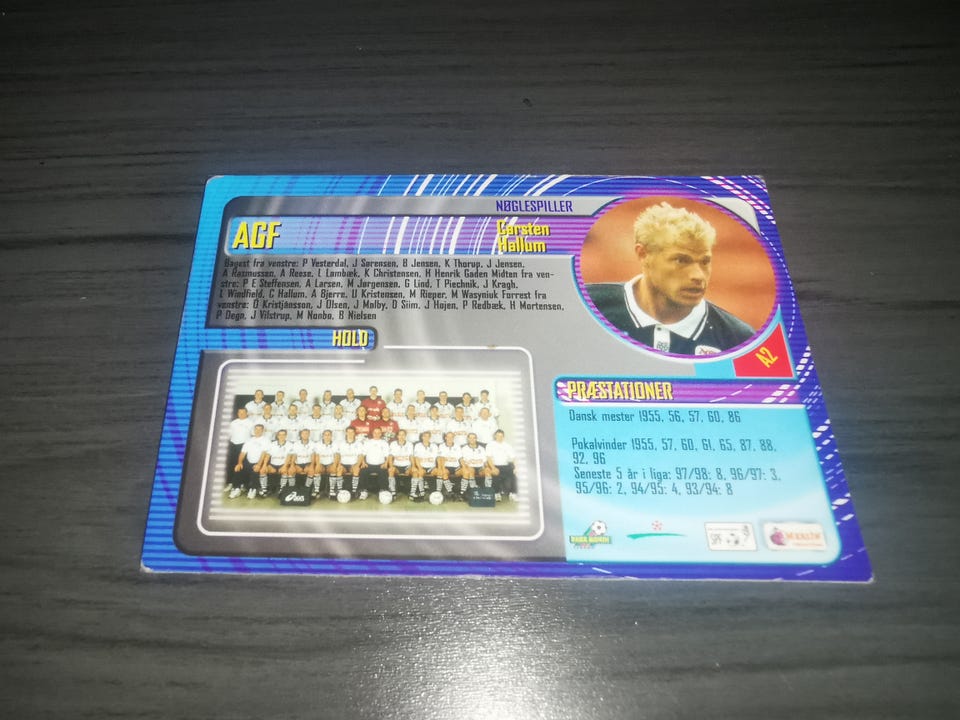 NØGLESPILLER
AGF
Carsten
Hallum
Bagest fra venstre: P Vesterdal, J Sørensen, B Jensen, K Thorup, J Jensen,
A Rasmussen, A Reese, L Lambæk, K Christensen, H Henrik Gaden Midten fra ven-
stre: P E Steffensen, A Larsen, M Jørgensen, G Lind, T Piechnik, J Kragh,
L Windfeld, C Hallum, A Bjerre, U Kristensen, M Rieper, M Wasyniuk Forrest fra
venstre: O Kristjánsson, J Olsen, J Mølby, D Siim, J Højen, P Redbæk, H Mortensen,
P Degn, J Vilstrup, M Nonbo, B Nielsen
HOLD
A2
PRÆSTATIONER
Dansk mester 1955, 56, 57, 60, 86
Pokalvinder 1955, 57, 60, 61, 65, 87, 88,
92, 96
Seneste 5 år i liga: 97/98: 8, 96/97: 3,
95/96: 2, 94/95: 4, 93/94: 8
SPF
MERLIN